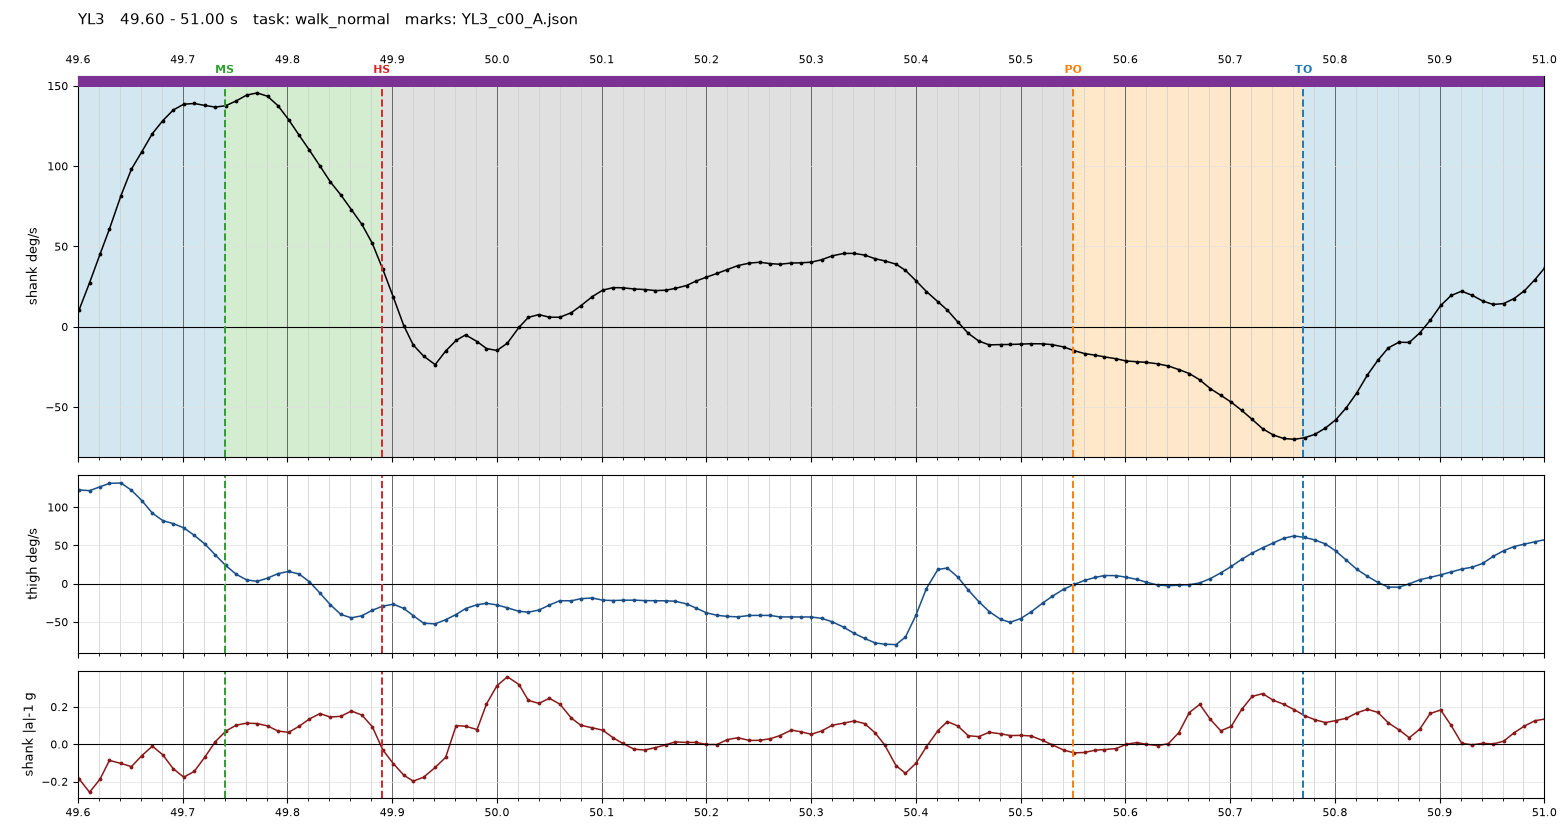 YL3   49.60 - 51.00 s   task: walk_normal   marks: YL3_c00_A.json
49.6 49.7 49.8 49.9 50.0 50.1 50.2 50.3 50.4 50.5 50.6 50.7 50.8 50.9 51.0
MS HS PO TO
150
100
50
0
−50
shank deg/s
100
50
0
−50
thigh deg/s
0.2
0.0
−0.2
shank |a|-1 g
49.6 49.7 49.8 49.9 50.0 50.1 50.2 50.3 50.4 50.5 50.6 50.7 50.8 50.9 51.0